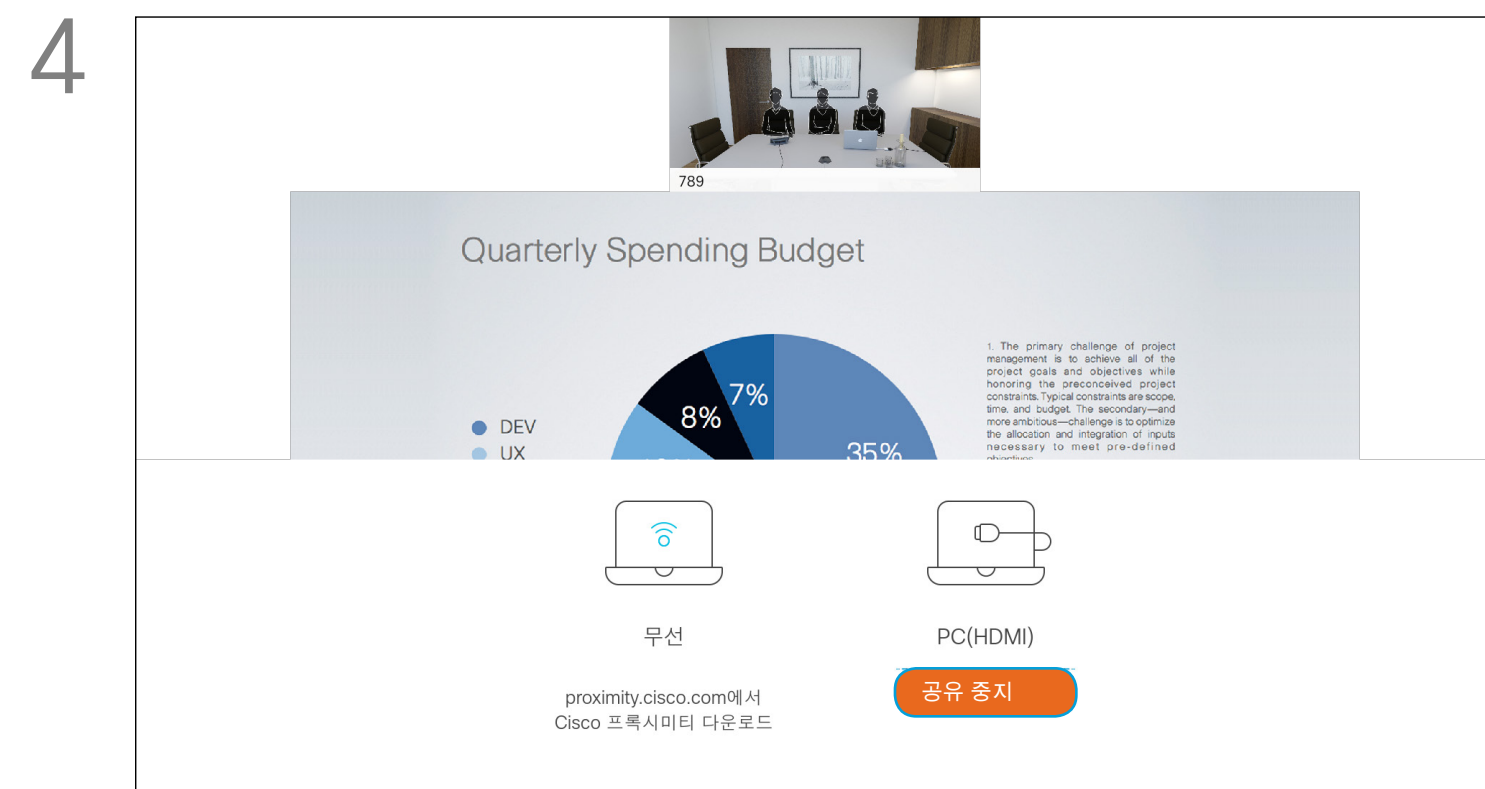 4
789
Quarterly Spending Budget
7%
8%
35%
DEV
UX
1. The primary challenge of project
management is to achieve all of the
project goals and objectives while
honoring the preconceived project
constraints. Typical constraints are scope,
time, and budget. The secondary—and
more ambitious—challenge is to optimize
the allocation and integration of inputs
necessary to meet pre-defined
objectives.
무선
proximity.cisco.com에서
Cisco 프록시미티 다운로드
PC(HDMI)
공유 중지